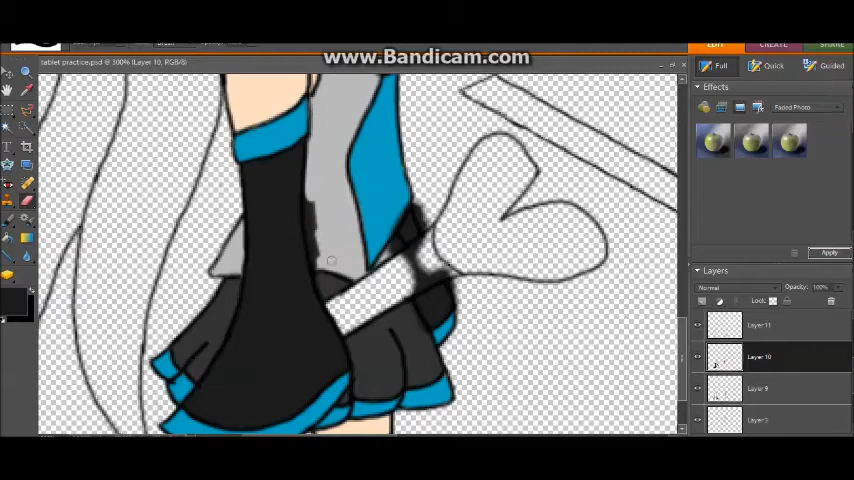 EDIT CREATE SHARE
www.Bandicam.com
tablet practice.psd @ 300% (Layer 10, RGB/8)
Full Quick Guided
Effects
Faded Photo
Apply
Layers
Normal Opacity: 100%
Lock:
Layer 11
Layer 10
Layer 9
Layer 3